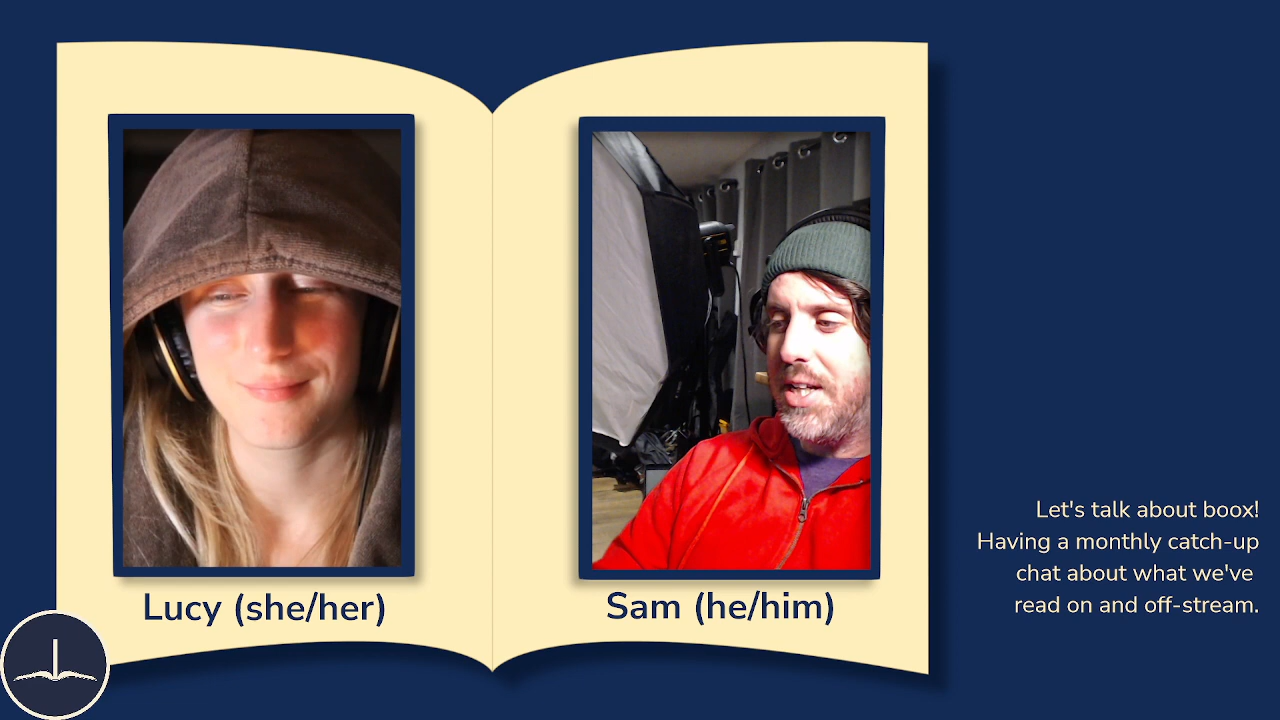 Lucy (she/her)
Sam (he/him)
Let's talk about boox!
Having a monthly catch-up
chat about what we've
read on and off-stream.